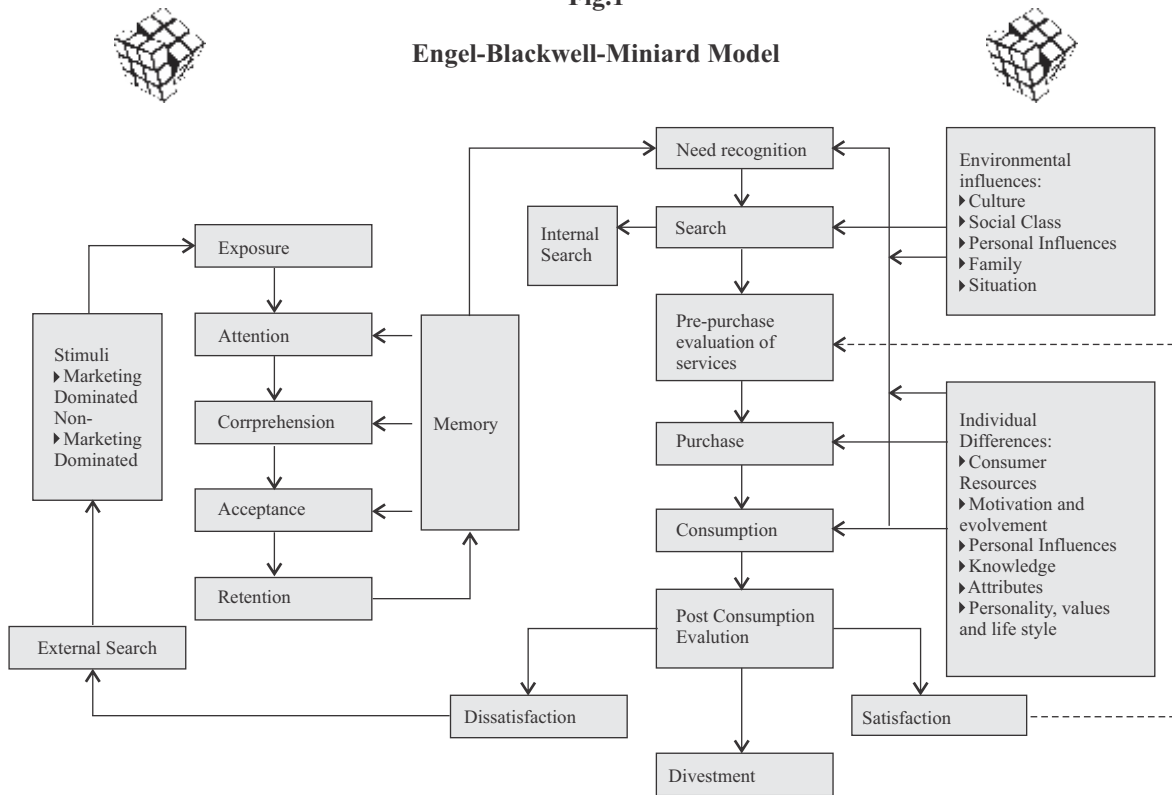 Fig.1
Engel-Blackwell-Miniard Model
Need recognition
Search
Internal
Search
Pre-purchase
evaluation of
services
Purchase
Consumption
Post Consumption
Evalution
Dissatisfaction
Satisfaction
Divestment
Exposure
Attention
Corrprehension
Acceptance
Retention
Memory
Stimuli
▶ Marketing
Dominated
Non-
▶ Marketing
Dominated
External Search
Environmental
influences:
▶ Culture
▶ Social Class
▶ Personal Influences
▶ Family
▶ Situation
Individual
Differences:
▶ Consumer
Resources
▶ Motivation and
evolvement
▶ Personal Influences
▶ Knowledge
▶ Attributes
▶ Personality, values
and life style